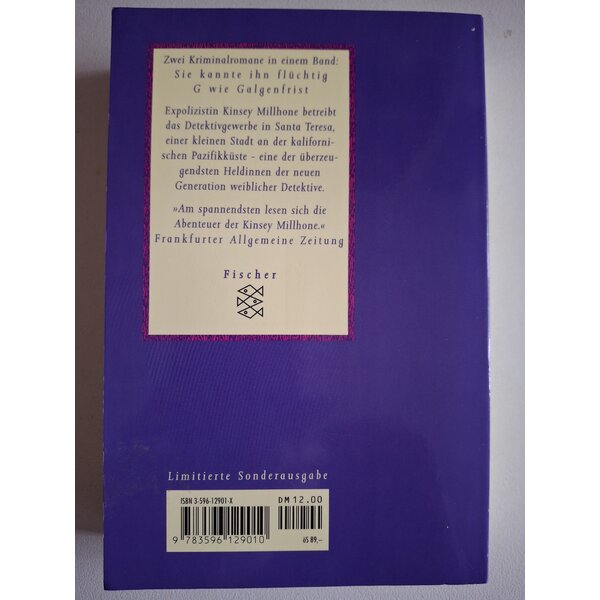 Zwei Kriminalromane in einem Band:
Sie kannte ihn flüchtig
G wie Galgenfrist
Expolizistin Kinsey Millhone betreibt
das Detektivgewerbe in Santa Teresa,
einer kleinen Stadt an der kaliforni-
schen Pazifikküste - eine der überzeu-
gendsten Heldinnen der neuen
Generation weiblicher Detektive.
»Am spannendsten lesen sich die
Abenteuer der Kinsey Millhone.«
Frankfurter Allgemeine Zeitung
Fischer
Limitierte Sonderausgabe
ISBN 3-596-12901-X
DM 12.00
9 783596 129010
öS 89,–